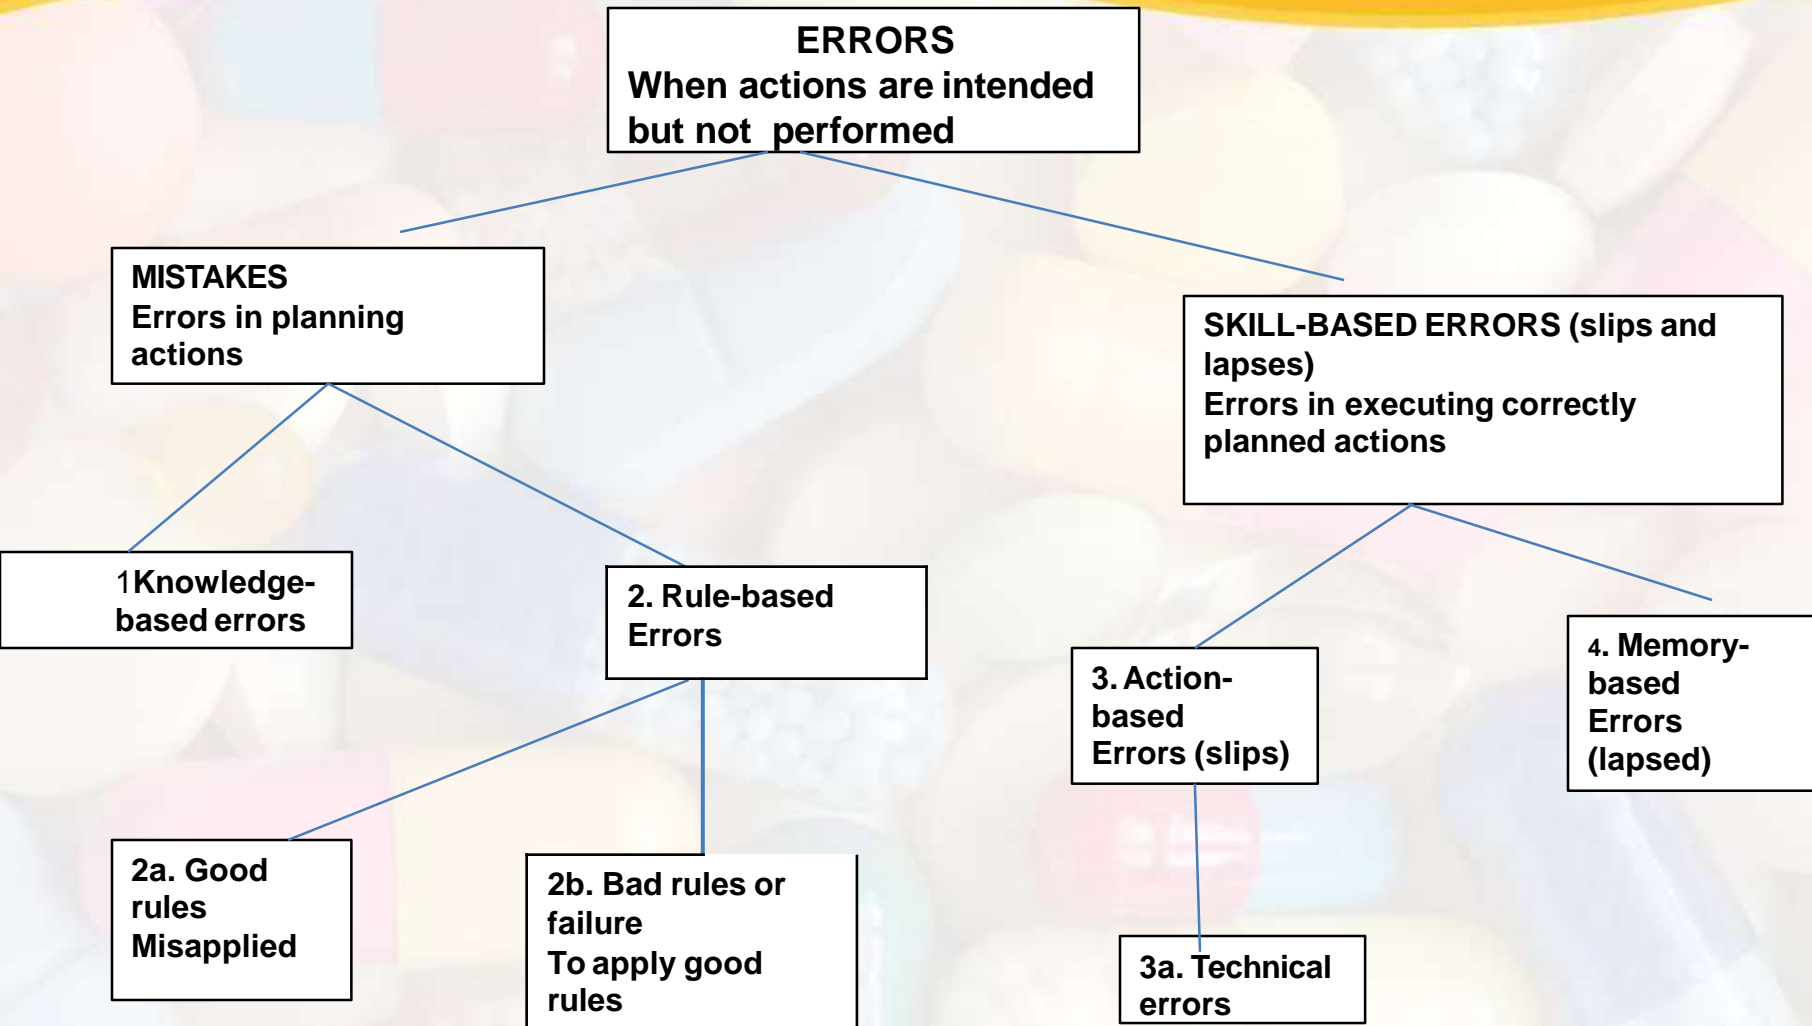 ERRORS
When actions are intended
but not performed
MISTAKES
Errors in planning
actions
SKILL-BASED ERRORS (slips and
lapses)
Errors in executing correctly
planned actions
1Knowledge-
based errors
2. Rule-based
Errors
3. Action-
based
Errors (slips)
4. Memory-
based
Errors
(lapsed)
2a. Good
rules
Misapplied
2b. Bad rules or
failure
To apply good
rules
3a. Technical
errors